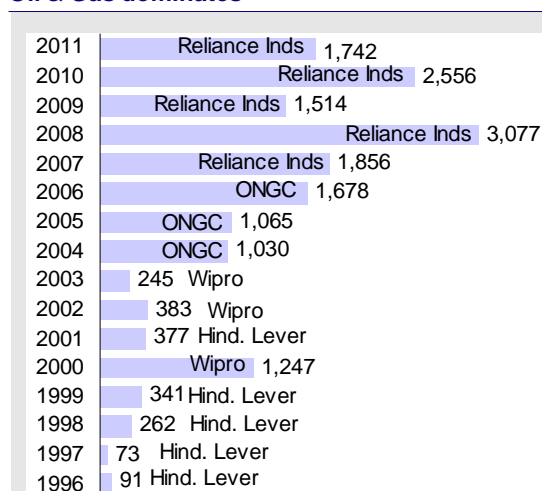 Oil & Gas dominates
2011 Reliance Inds 1,742
2010 Reliance Inds 2,556
2009 Reliance Inds 1,514
2008 Reliance Inds 3,077
2007 Reliance Inds 1,856
2006 ONGC 1,678
2005 ONGC 1,065
2004 ONGC 1,030
2003 245 Wipro
2002 383 Wipro
2001 377 Hind. Lever
2000 Wipro 1,247
1999 341 Hind. Lever
1998 262 Hind. Lever
1997 73 Hind. Lever
1996 91 Hind. Lever